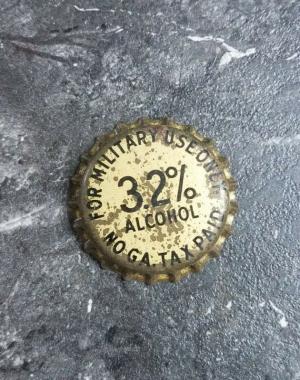 FOR MILITARY USE ONLY
3.2%
ALCOHOL
NO GA. TAX PAID